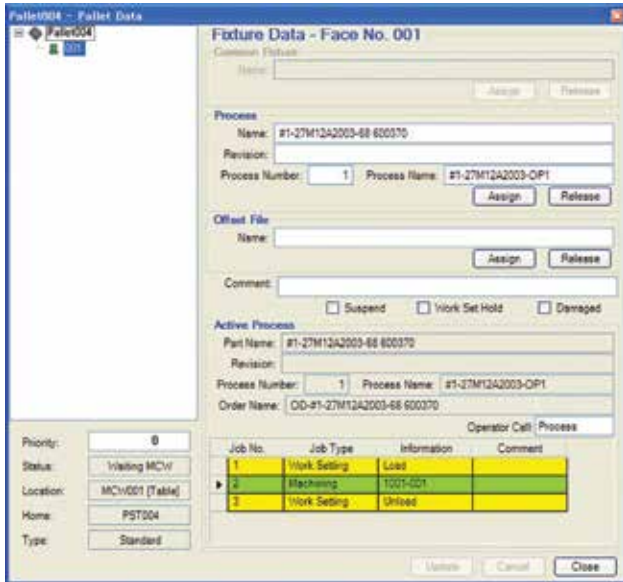 Pallet004 - Pallet Data
Pallet004
001
Fixture Data - Face No. 001
Common Fixture
Name:
Assign Release
Process
Name: #1-27M12A2003-68 600370
Revision:
Process Number: 1 Process Name: #1-27M12A2003-OP1
Assign Release
Offset File
Name:
Assign Release
Comment:
Suspend Work Set Hold Damaged
Active Process
Part Name: #1-27M12A2003-68 600370
Revision:
Process Number: 1 Process Name: #1-27M12A2003-OP1
Order Name: OD-#1-27M12A2003-68 600370
Operator Call: Process
Job No. Job Type Information Comment
1 Work Setting Load
2 Machining 1001-001
3 Work Setting Unload
Priority: 0
Status: Waiting MCW
Location: MCW001 [Table]
Home: PST004
Type: Standard
Update Cancel Close